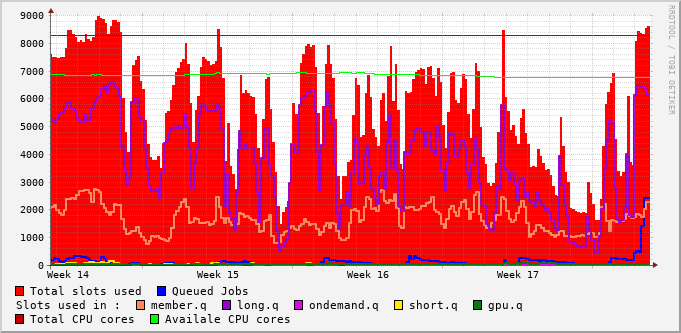 9000
8000
7000
6000
5000
4000
3000
2000
1000
0
Week 14 Week 15 Week 16 Week 17
RRDTOOL / TOBI OETIKER
Total slots used Queued Jobs
Slots used in : member.q long.q ondemand.q short.q gpu.q
Total CPU cores Availale CPU cores